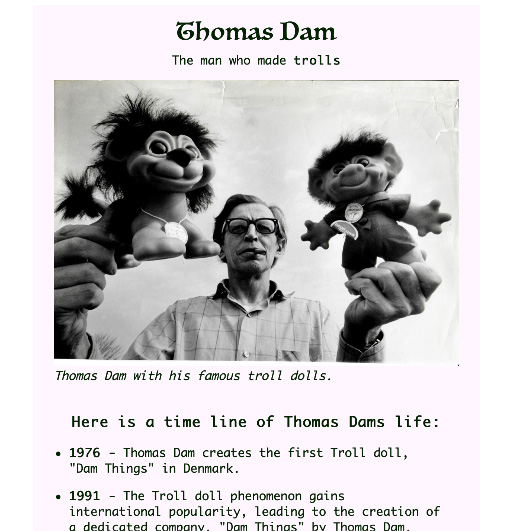 Thomas Dam
The man who made trolls
Thomas Dam with his famous troll dolls.
Here is a time line of Thomas Dams life:
• 1976 - Thomas Dam creates the first Troll doll,
"Dam Things" in Denmark.
• 1991 - The Troll doll phenomenon gains
international popularity, leading to the creation of
a dedicated company, "Dam Things" by Thomas Dam.